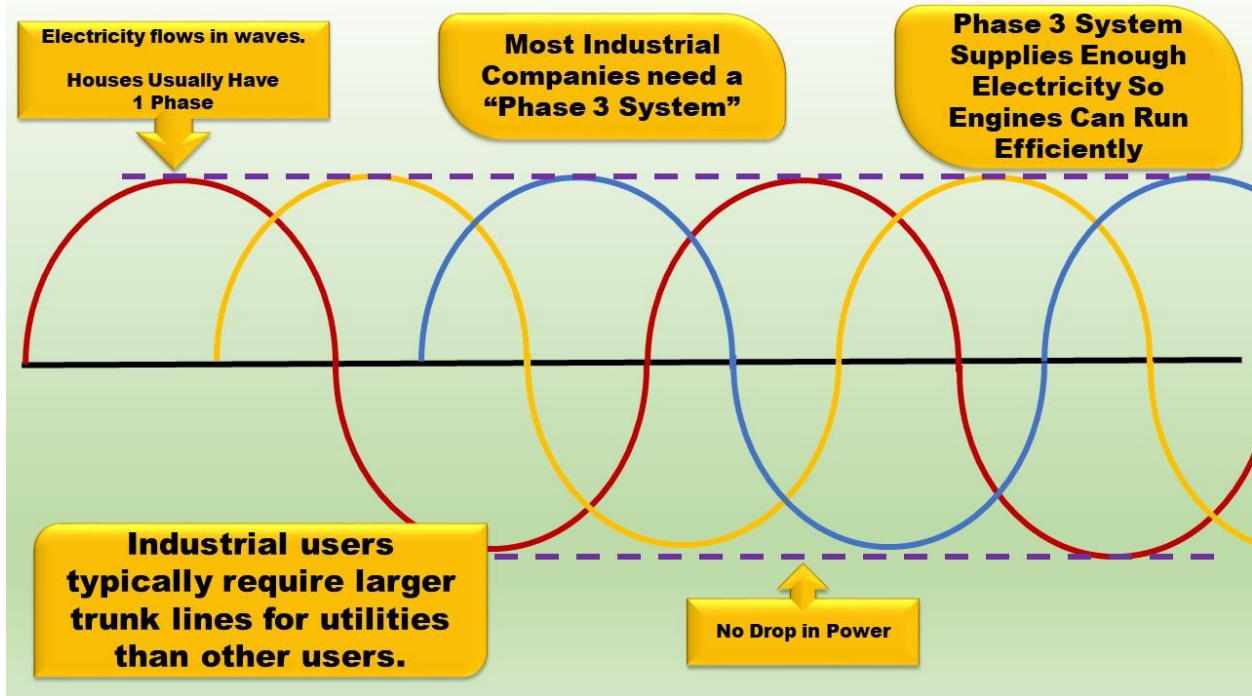 Electricity flows in waves.
Houses Usually Have
1 Phase
Most Industrial
Companies need a
“Phase 3 System”
Phase 3 System
Supplies Enough
Electricity So
Engines Can Run
Efficiently
Industrial users
typically require larger
trunk lines for utilities
than other users.
No Drop in Power